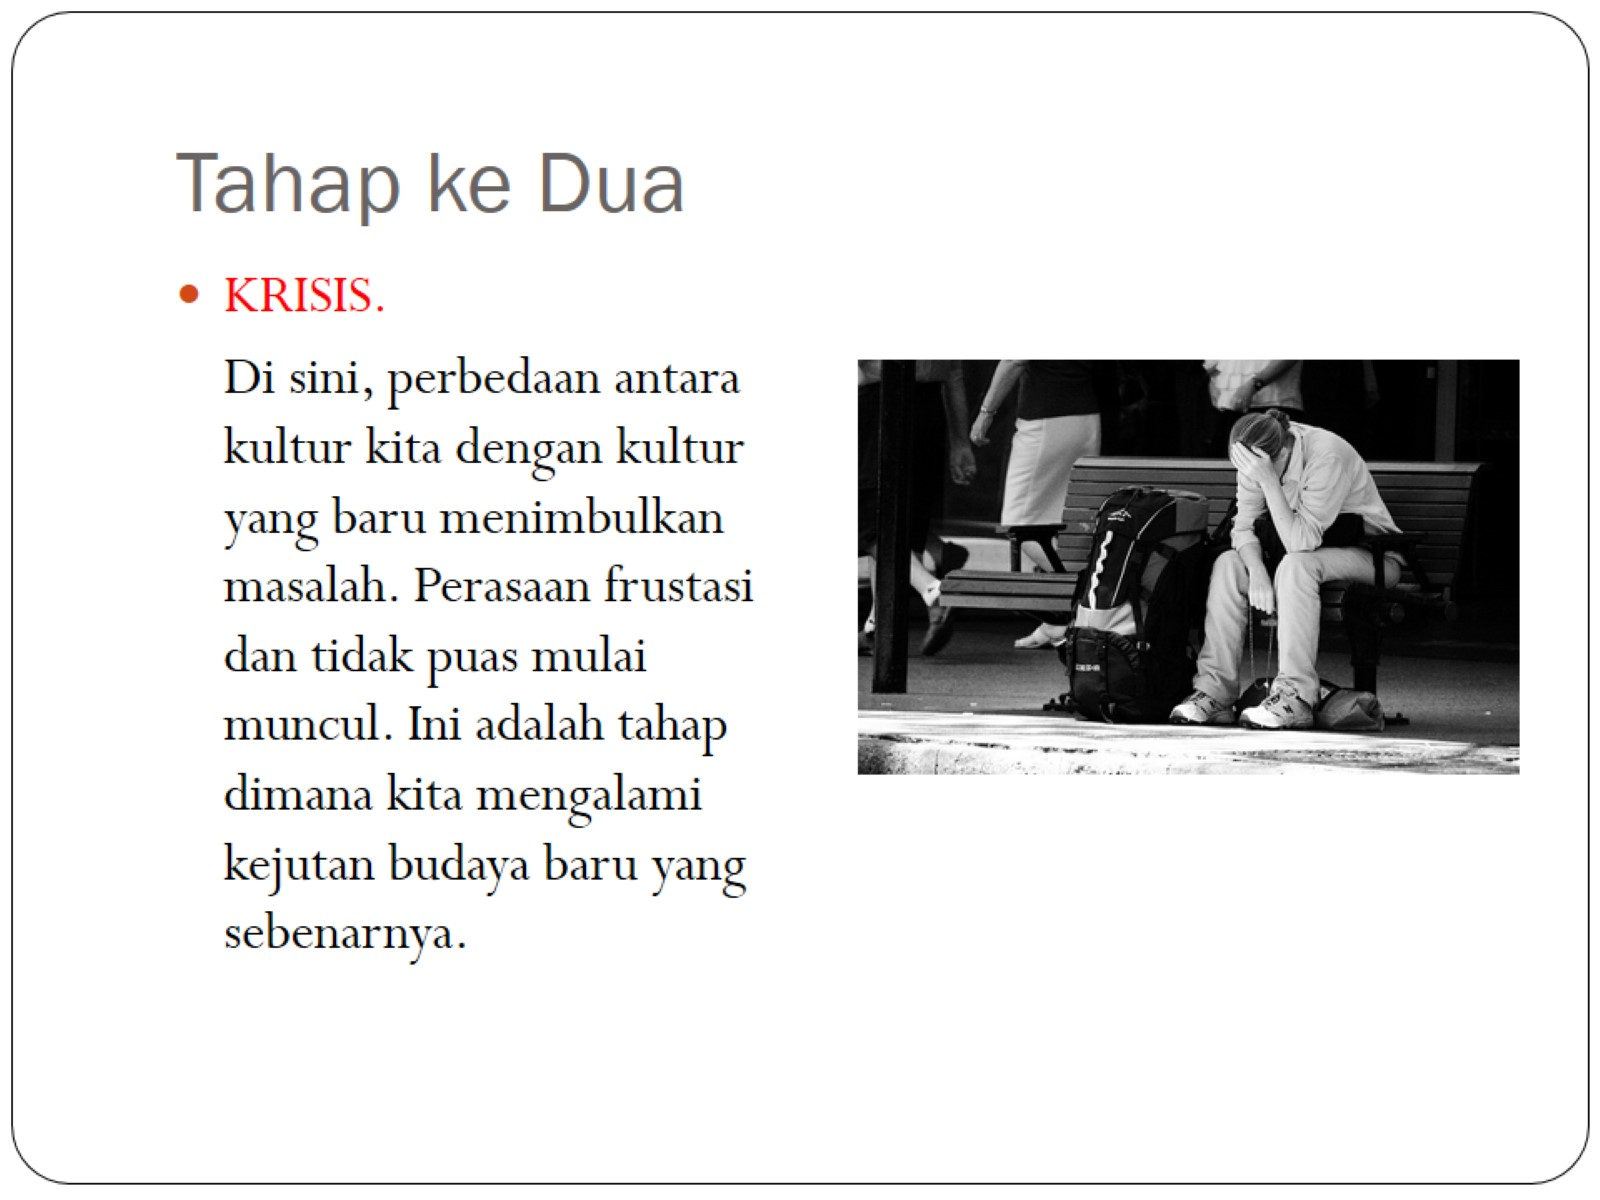 Tahap ke Dua
• KRISIS.
Di sini, perbedaan antara
kultur kita dengan kultur
yang baru menimbulkan
masalah. Perasaan frustasi
dan tidak puas mulai
muncul. Ini adalah tahap
dimana kita mengalami
kejutan budaya baru yang
sebenarnya.